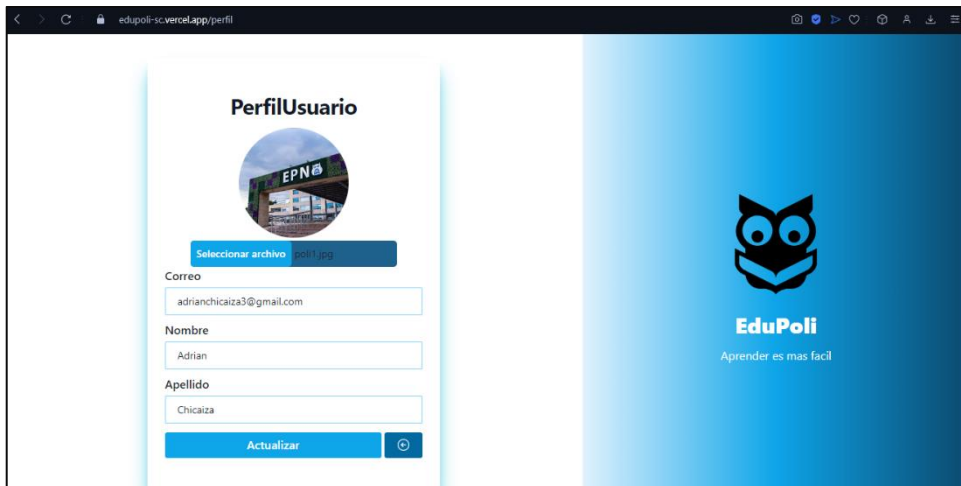 edupoli-sc.vercel.app/perfil
PerfilUsuario
EPN
Seleccionar archivo poli1.jpg
Correo
adrianchicaiza3@gmail.com
Nombre
Adrian
Apellido
Chicaiza
Actualizar
EduPoli
Aprender es mas facil